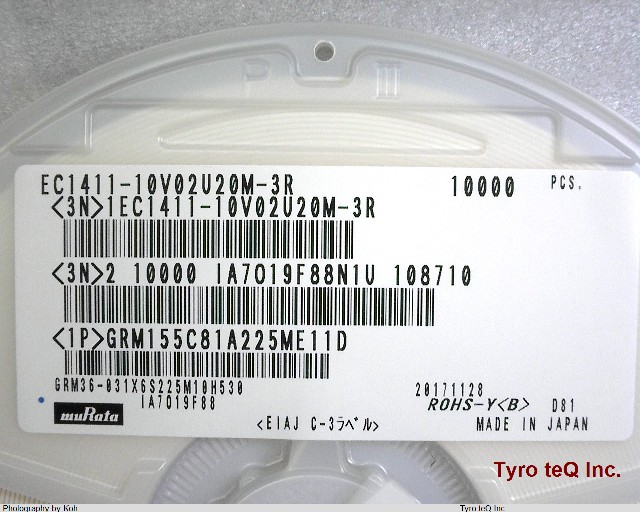 P III
EC1411-10V02U20M-3R 10000 PCS.
<3N>1EC1411-10V02U20M-3R
<3N>2 10000 IA7019F88N1U 108710
<1P>GRM155C81A225ME11D
GRM36-031X6S225M10H530 20171128
IA7019F88 ROHS-Y<B> D81
muRata <EIAJ C-3ラベル> MADE IN JAPAN
Tyro teQ Inc.
Photography by Koh Tyro teQ Inc